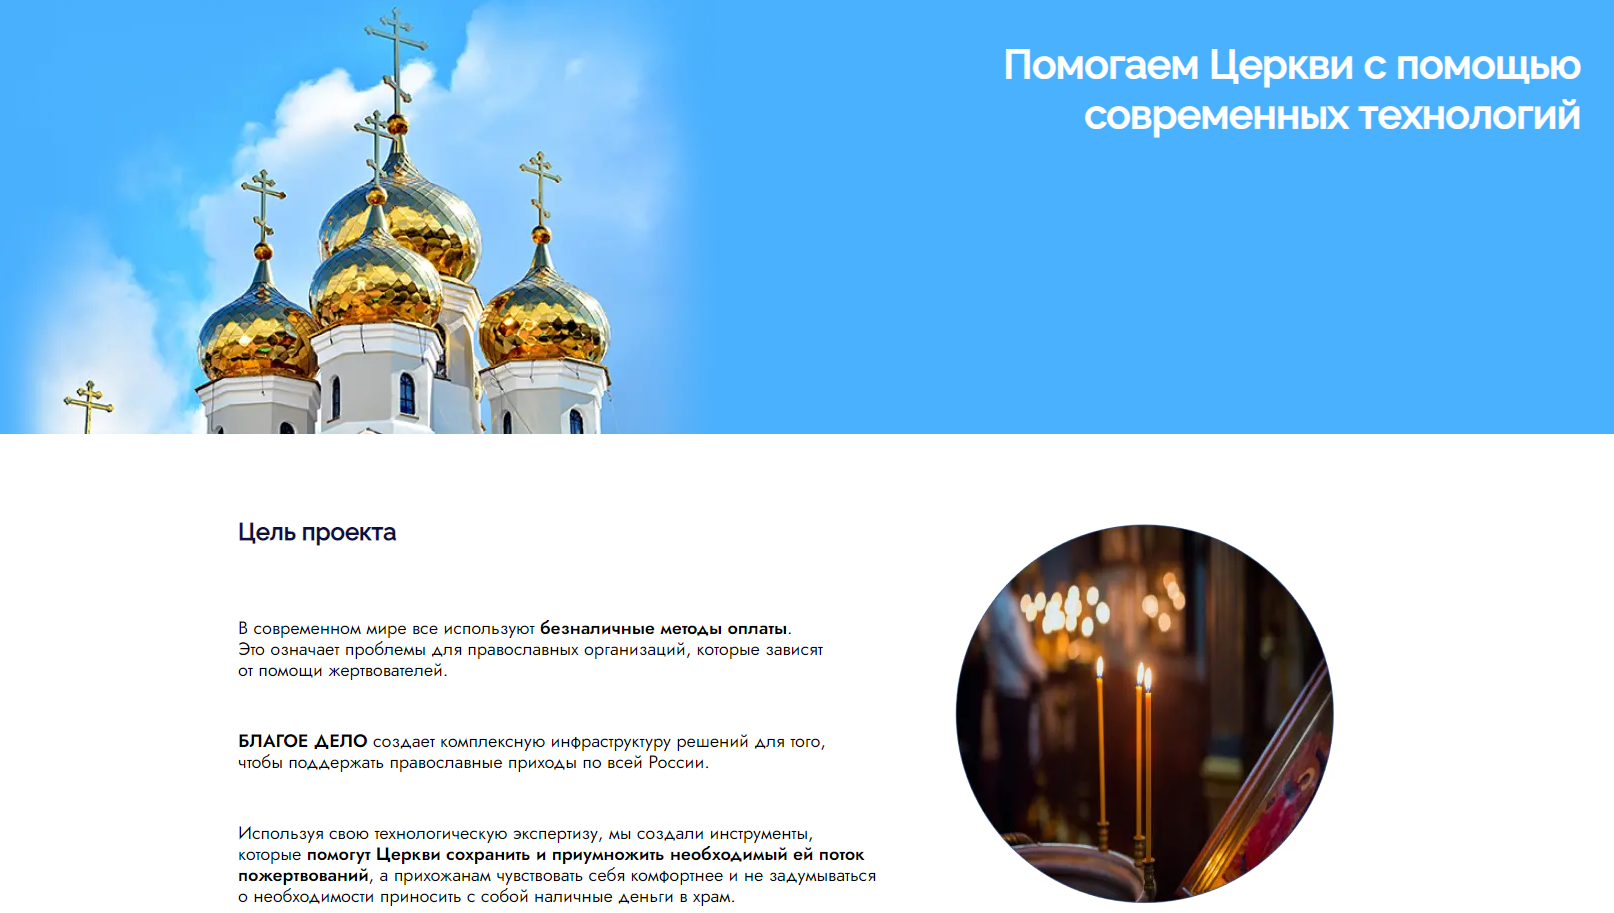 Помогаем Церкви с помощью
современных технологий
Цель проекта
В современном мире все используют безналичные методы оплаты.
Это означает проблемы для православных организаций, которые зависят
от помощи жертвователей.
БЛАГОЕ ДЕЛО создает комплексную инфраструктуру решений для того,
чтобы поддержать православные приходы по всей России.
Используя свою технологическую экспертизу, мы создали инструменты,
которые помогут Церкви сохранить и приумножить необходимый ей поток
пожертвований, а прихожанам чувствовать себя комфортнее и не задумываться
о необходимости приносить с собой наличные деньги в храм.